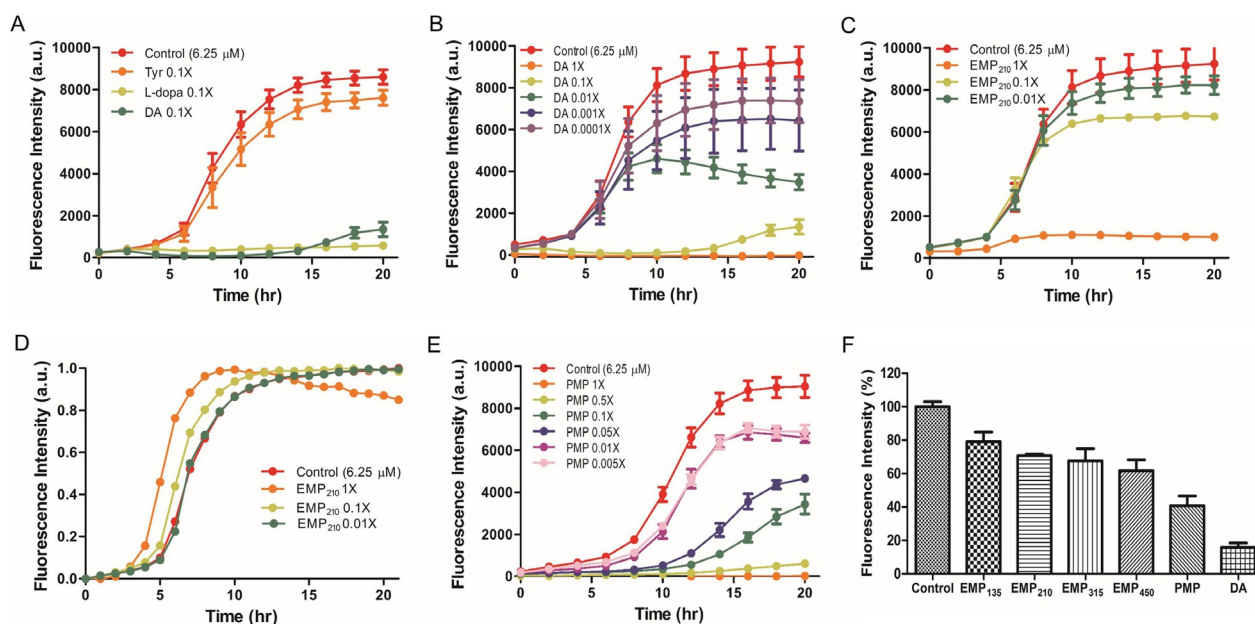 A
Fluorescence Intensity (a.u.)
10000
8000
6000
4000
2000
0
Control (6.25 μM)
Tyr 0.1X
L-dopa 0.1X
DA 0.1X
0 5 10 15 20
Time (hr)
B
Fluorescence Intensity (a.u.)
10000
8000
6000
4000
2000
0
Control (6.25 μM)
DA 1X
DA 0.1X
DA 0.01X
DA 0.001X
DA 0.0001X
0 5 10 15 20
Time (hr)
C
Fluorescence Intensity (a.u.)
10000
8000
6000
4000
2000
0
Control (6.25 μM)
EMP210 1X
EMP210 0.1X
EMP210 0.01X
0 5 10 15 20
Time (hr)
D
Fluorescence Intensity (a.u.)
1.0
0.8
0.6
0.4
0.2
0.0
Control (6.25 μM)
EMP210 1X
EMP210 0.1X
EMP210 0.01X
0 5 10 15 20
Time (hr)
E
Fluorescence Intensity (a.u.)
10000
8000
6000
4000
2000
0
Control (6.25 μM)
PMP 1X
PMP 0.5X
PMP 0.1X
PMP 0.05X
PMP 0.01X
PMP 0.005X
0 5 10 15 20
Time (hr)
F
Fluorescence Intensity (%)
120
100
80
60
40
20
0
Control EMP135 EMP210 EMP315 EMP450 PMP DA